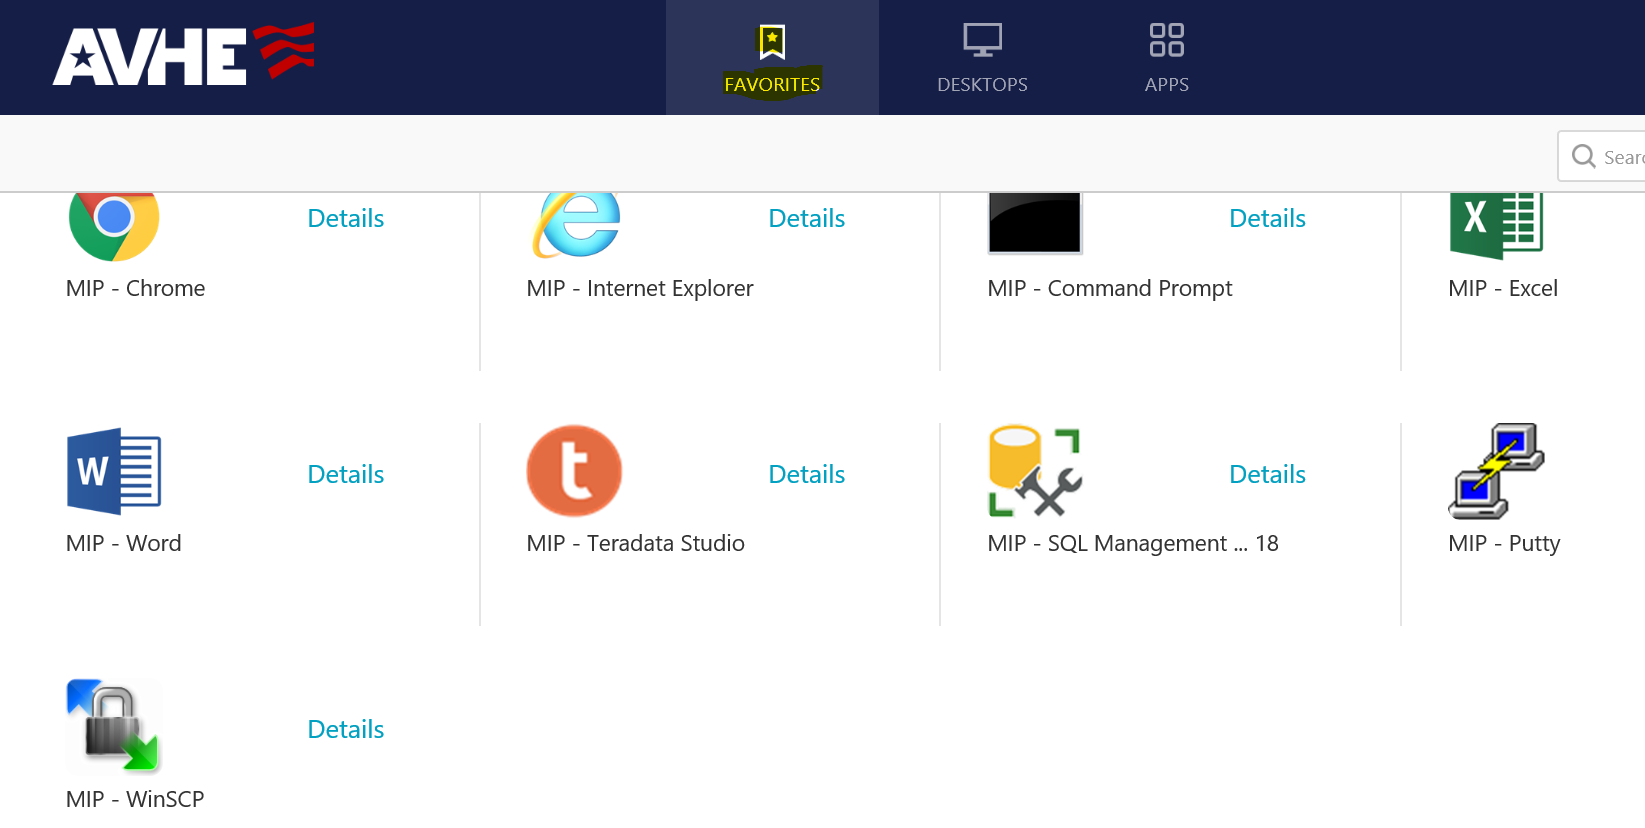 AVHE
FAVORITES
DESKTOPS
APPS
Details
Details
Details
MIP - Chrome
MIP - Internet Explorer
MIP - Command Prompt
MIP - Excel
Details
Details
Details
MIP - Word
MIP - Teradata Studio
MIP - SQL Management ... 18
MIP - Putty
Details
MIP - WinSCP